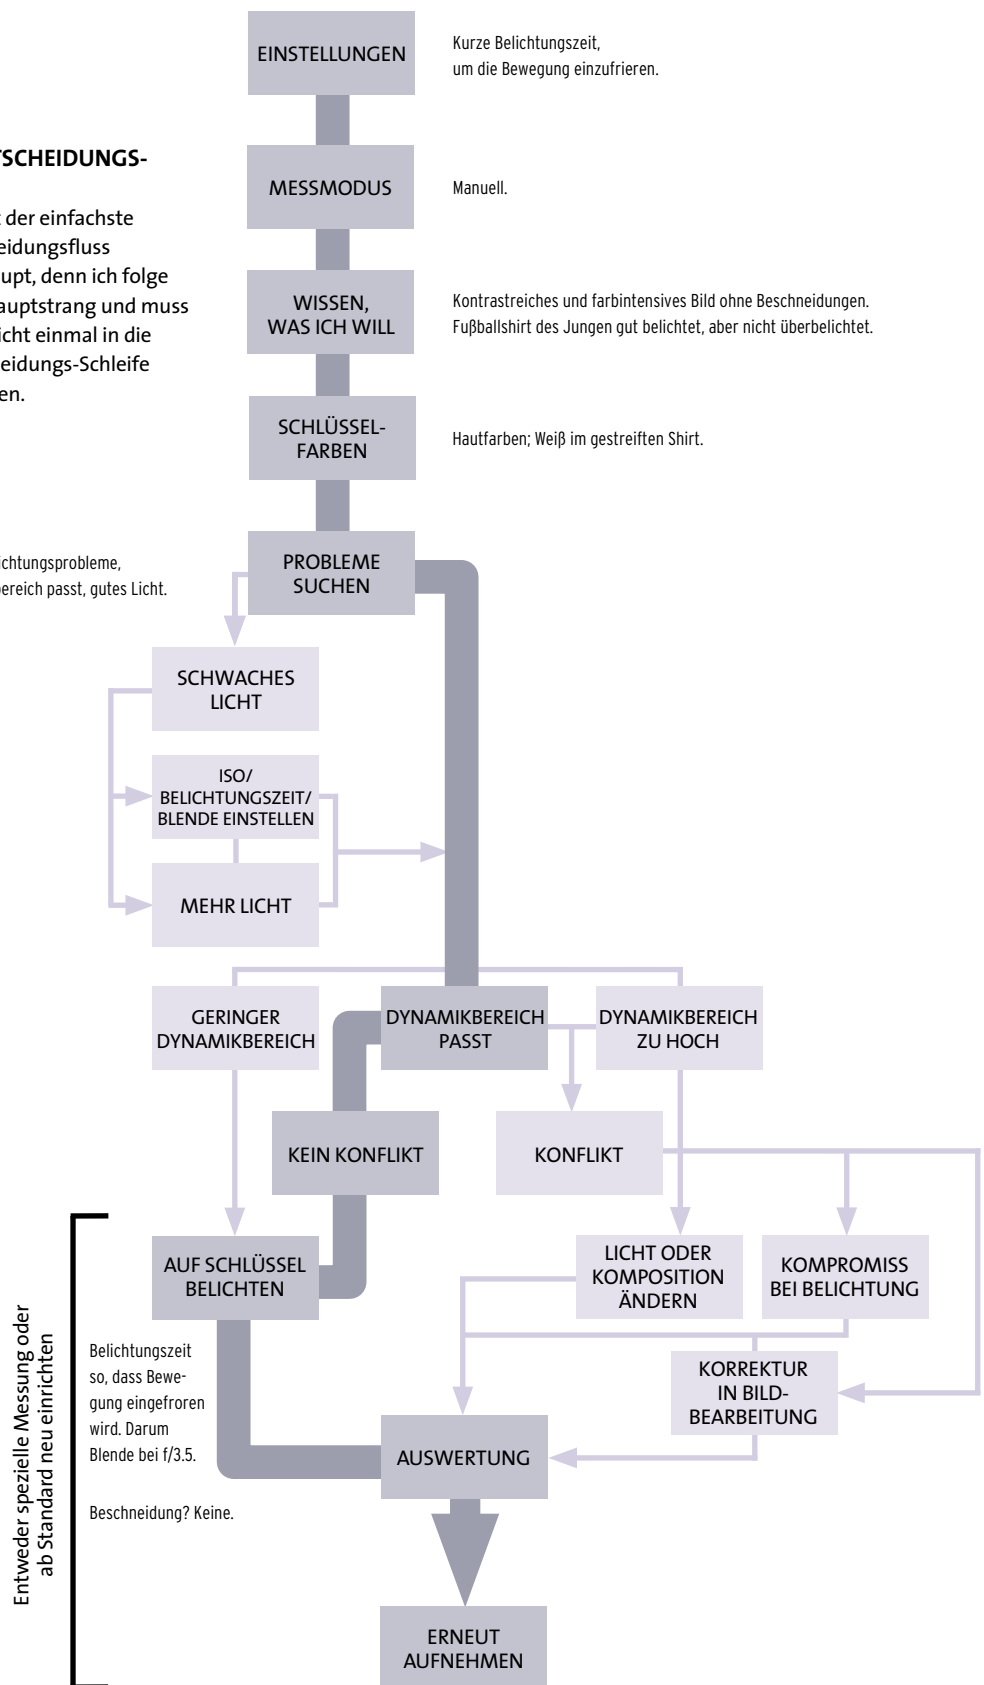 EINSTELLUNGEN
Kurze Belichtungszeit,
um die Bewegung einzufrieren.
TSCHEIDUNGS-
MESSMODUS
Manuell.
der einfachste
eidungsfluss
upt, denn ich folge
auptstrang und muss
icht einmal in die
eidungs-Schleife
en.
WISSEN,
WAS ICH WILL
Kontrastreiches und farbintensives Bild ohne Beschneidungen.
Fußballshirt des Jungen gut belichtet, aber nicht überbelichtet.
SCHLÜSSEL-
FARBEN
Hautfarben; Weiß im gestreiften Shirt.
ichtungsprobleme,
bereich passt, gutes Licht.
PROBLEME
SUCHEN
SCHWACHES
LICHT
ISO/
BELICHTUNGSZEIT/
BLENDE EINSTELLEN
MEHR LICHT
GERINGER
DYNAMIKBEREICH
DYNAMIKBEREICH
PASST
DYNAMIKBEREICH
ZU HOCH
KEIN KONFLIKT
KONFLIKT
AUF SCHLÜSSEL
BELICHTEN
LICHT ODER
KOMPOSITION
ÄNDERN
KOMPROMISS
BEI BELICHTUNG
Entweder spezielle Messung oder
ab Standard neu einrichten
Belichtungszeit
so, dass Bewe-
gung eingefroren
wird. Darum
Blende bei f/3.5.
Beschneidung? Keine.
KORREKTUR
IN BILD-
BEARBEITUNG
AUSWERTUNG
ERNEUT
AUFNEHMEN